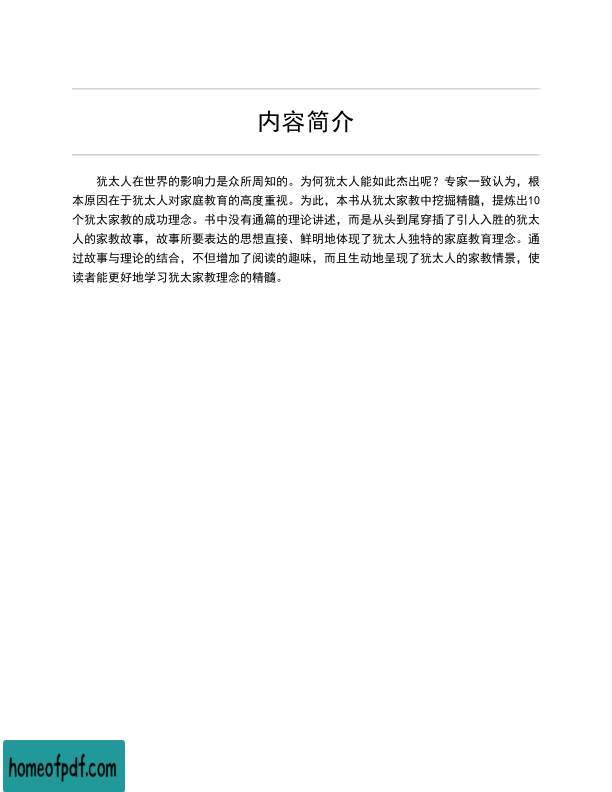 内容简介
犹太人在世界的影响力是众所周知的。为何犹太人能如此杰出呢？专家一致认为，根
本原因在于犹太人对家庭教育的高度重视。为此，本书从犹太家教中挖掘精髓，提炼出10
个犹太家教的成功理念。书中没有通篇的理论讲述，而是从头到尾穿插了引人入胜的犹太
人的家教故事，故事所要表达的思想直接、鲜明地体现了犹太人独特的家庭教育理念。通
过故事与理论的结合，不但增加了阅读的趣味，而且生动地呈现了犹太人的家教情景，使
读者能更好地学习犹太家教理念的精髓。
homeofpdf.com